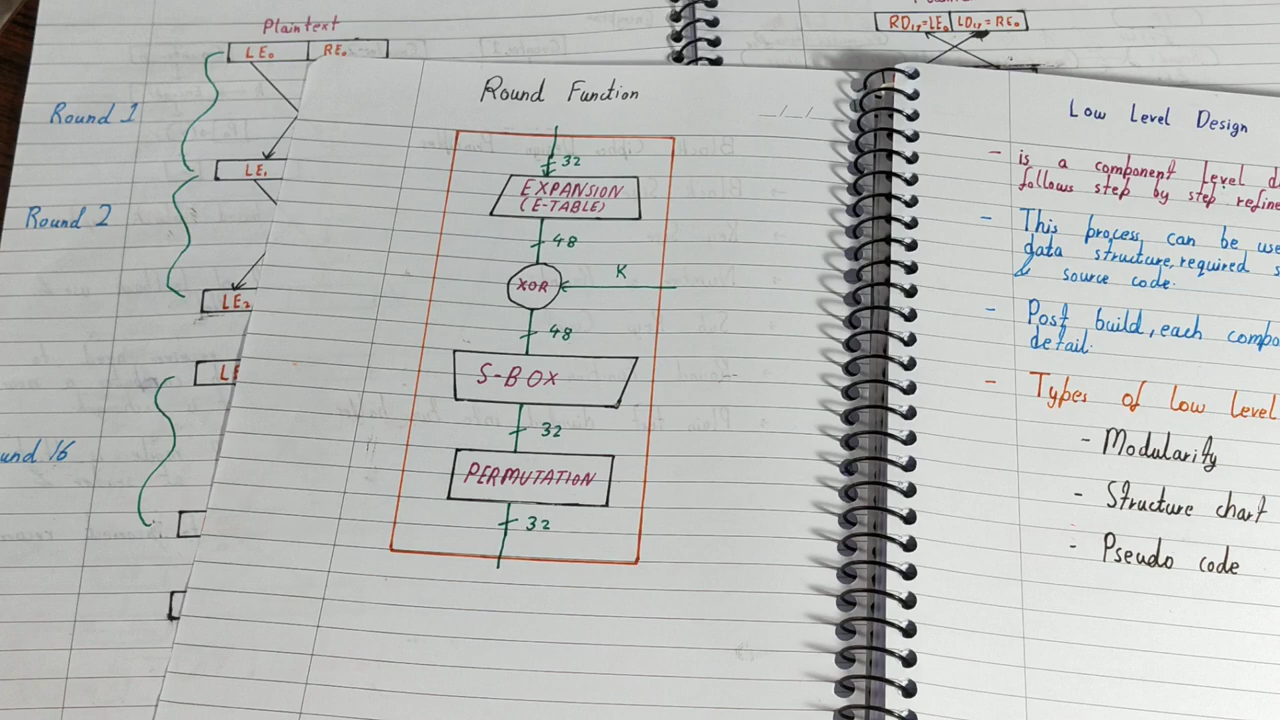 Plaintext
LE₀ RE₀
Round 1
LE₁
Round 2
LE₂
LE
und 16
RD₁₇=LE₀ LD₁₇=RE₀
Round Function
_/_/_
32
EXPANSION
(E-TABLE)
48
K
XOR
48
S-BOX
32
PERMUTATION
32
Low Level Design
- is a component level d
follows step by step refine
- This process, can be use
data structure, required s
& source code.
- Post build, each compo
detail.
- Types of low level
- Modularity
- Structure chart
- Pseudo code